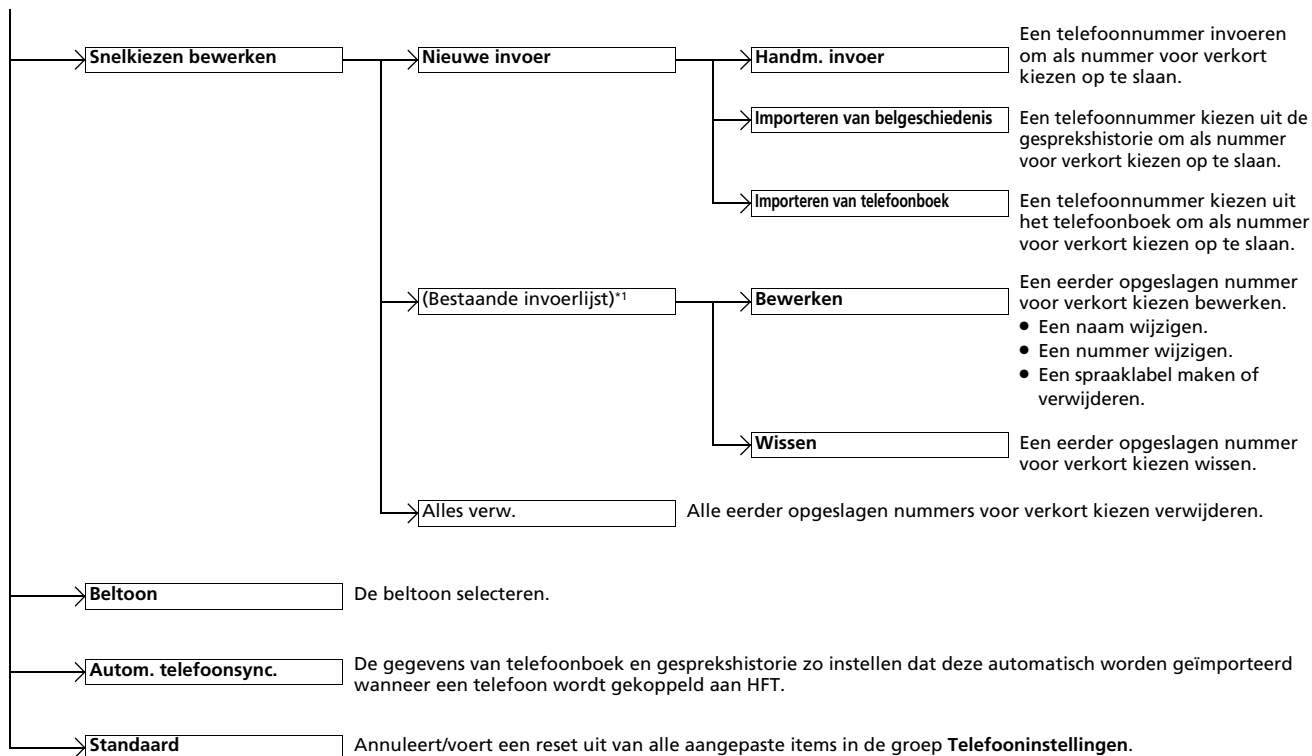 Snelkiezen bewerken
Nieuwe invoer
Handm. invoer
Een telefoonnummer invoeren
om als nummer voor verkort
kiezen op te slaan.
Importeren van belgeschiedenis
Een telefoonnummer kiezen uit de
gesprekshistorie om als nummer
voor verkort kiezen op te slaan.
Importeren van telefoonboek
Een telefoonnummer kiezen uit
het telefoonboek om als nummer
voor verkort kiezen op te slaan.
(Bestaande invoerlijst)*1
Bewerken
Een eerder opgeslagen nummer
voor verkort kiezen bewerken.
● Een naam wijzigen.
● Een nummer wijzigen.
● Een spraaklabel maken of
verwijderen.
Wissen
Een eerder opgeslagen nummer
voor verkort kiezen wissen.
Alles verw.
Alle eerder opgeslagen nummers voor verkort kiezen verwijderen.
Beltoon
De beltoon selecteren.
Autom. telefoonsync.
De gegevens van telefoonboek en gesprekshistorie zo instellen dat deze automatisch worden geïmporteerd
wanneer een telefoon wordt gekoppeld aan HFT.
Standaard
Annuleert/voert een reset uit van alle aangepaste items in de groep Telefooninstellingen.